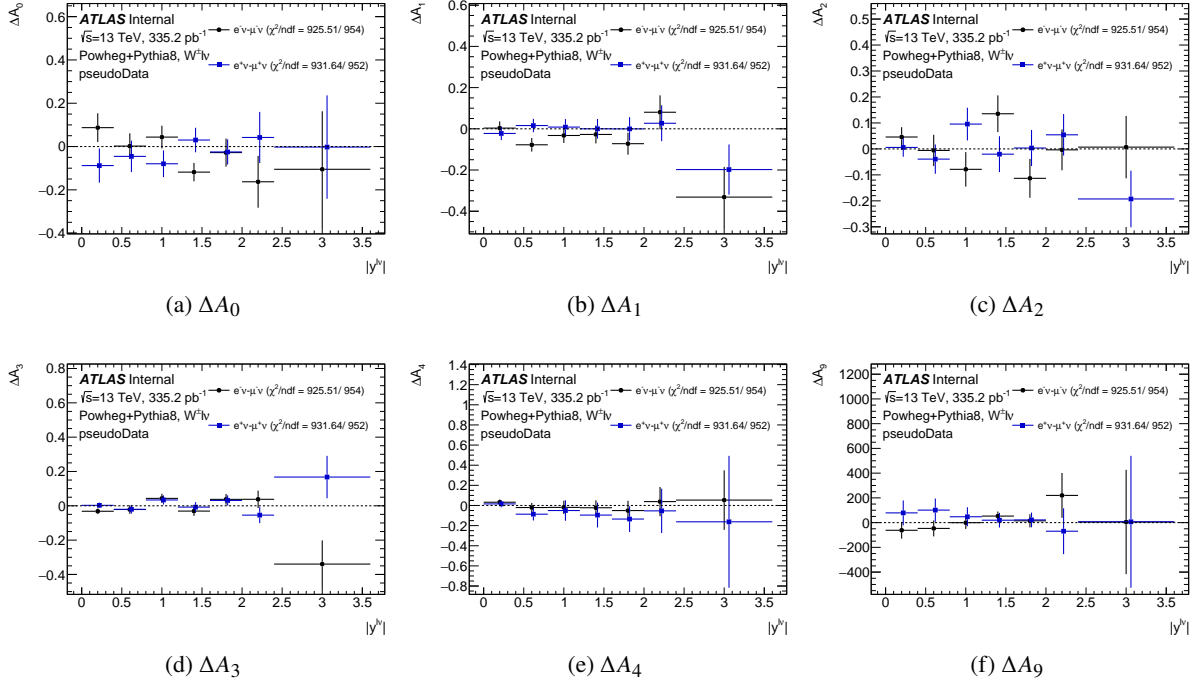 ΔA₀
0.6
0.4
0.2
0
−0.2
−0.4
0 0.5 1 1.5 2 2.5 3 3.5
|y^lν|
ATLAS Internal
√s=13 TeV, 335.2 pb⁻¹
Powheg+Pythia8, W±lν
pseudoData
e⁻ν-μ⁻ν (χ²/ndf = 925.51/ 954)
e⁺ν-μ⁺ν (χ²/ndf = 931.64/ 952)
(a) ΔA₀
ΔA₁
0.6
0.4
0.2
0
−0.2
−0.4
0 0.5 1 1.5 2 2.5 3 3.5
|y^lν|
ATLAS Internal
√s=13 TeV, 335.2 pb⁻¹
Powheg+Pythia8, W±lν
pseudoData
e⁻ν-μ⁻ν (χ²/ndf = 925.51/ 954)
e⁺ν-μ⁺ν (χ²/ndf = 931.64/ 952)
(b) ΔA₁
ΔA₂
0.5
0.4
0.3
0.2
0.1
0
−0.1
−0.2
−0.3
0 0.5 1 1.5 2 2.5 3 3.5
|y^lν|
ATLAS Internal
√s=13 TeV, 335.2 pb⁻¹
Powheg+Pythia8, W±lν
pseudoData
e⁻ν-μ⁻ν (χ²/ndf = 925.51/ 954)
e⁺ν-μ⁺ν (χ²/ndf = 931.64/ 952)
(c) ΔA₂
ΔA₃
0.8
0.6
0.4
0.2
0
−0.2
−0.4
0 0.5 1 1.5 2 2.5 3 3.5
|y^lν|
ATLAS Internal
√s=13 TeV, 335.2 pb⁻¹
Powheg+Pythia8, W±lν
pseudoData
e⁻ν-μ⁻ν (χ²/ndf = 925.51/ 954)
e⁺ν-μ⁺ν (χ²/ndf = 931.64/ 952)
(d) ΔA₃
ΔA₄
1.4
1.2
1
0.8
0.6
0.4
0.2
0
−0.2
−0.4
−0.6
−0.8
0 0.5 1 1.5 2 2.5 3 3.5
|y^lν|
ATLAS Internal
√s=13 TeV, 335.2 pb⁻¹
Powheg+Pythia8, W±lν
pseudoData
e⁻ν-μ⁻ν (χ²/ndf = 925.51/ 954)
e⁺ν-μ⁺ν (χ²/ndf = 931.64/ 952)
(e) ΔA₄
ΔA₉
1200
1000
800
600
400
200
0
−200
−400
0 0.5 1 1.5 2 2.5 3 3.5
|y^lν|
ATLAS Internal
√s=13 TeV, 335.2 pb⁻¹
Powheg+Pythia8, W±lν
pseudoData
e⁻ν-μ⁻ν (χ²/ndf = 925.51/ 954)
e⁺ν-μ⁺ν (χ²/ndf = 931.64/ 952)
(f) ΔA₉